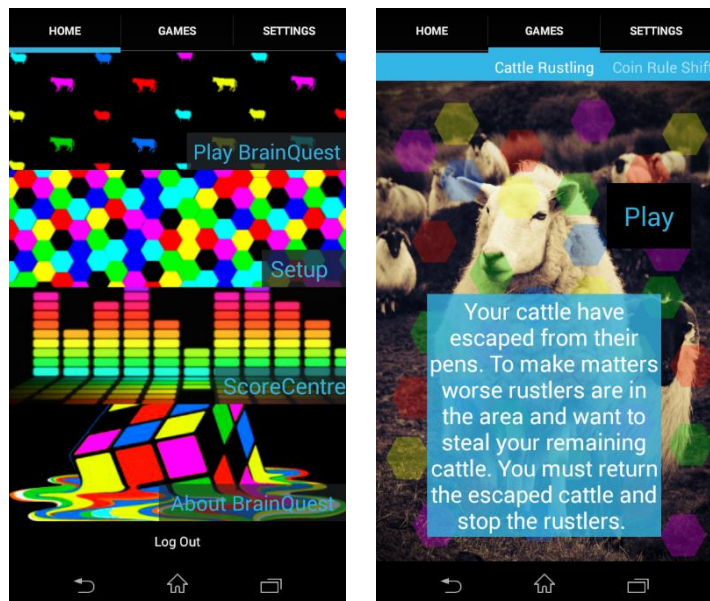 HOME GAMES SETTINGS
Play BrainQuest
Setup
ScoreCentre
About BrainQuest
Log Out
HOME GAMES SETTINGS
Cattle Rustling Coin Rule Shift
Play
Your cattle have
escaped from their
pens. To make matters
worse rustlers are in
the area and want to
steal your remaining
cattle. You must return
the escaped cattle and
stop the rustlers.